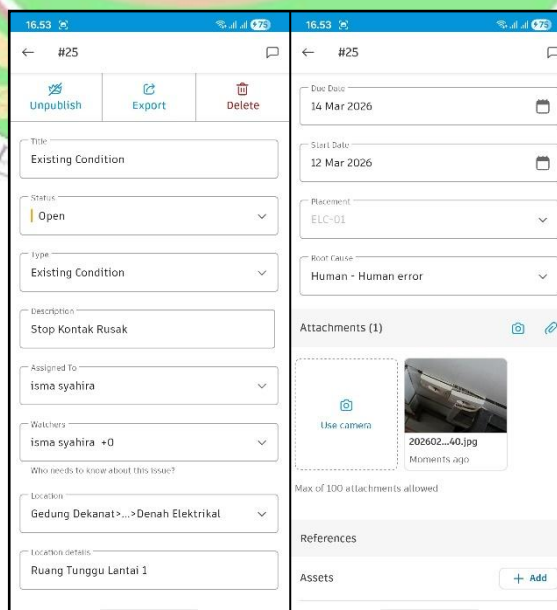 16.53
75
← #25
Unpublish Export Delete
Title
Existing Condition
Status
Open
Type
Existing Condition
Description
Stop Kontak Rusak
Assigned To
isma syahira
Watchers
isma syahira +0
Who needs to know about this issue?
Location
Gedung Dekanat>...>Denah Elektrikal
Location details
Ruang Tunggu Lantai 1
16.53
75
← #25
Due Date
14 Mar 2026
Start Date
12 Mar 2026
Placement
ELC-01
Root Cause
Human - Human error
Attachments (1)
Use camera
202602...40.jpg
Moments ago
Max of 100 attachments allowed
References
Assets
+ Add